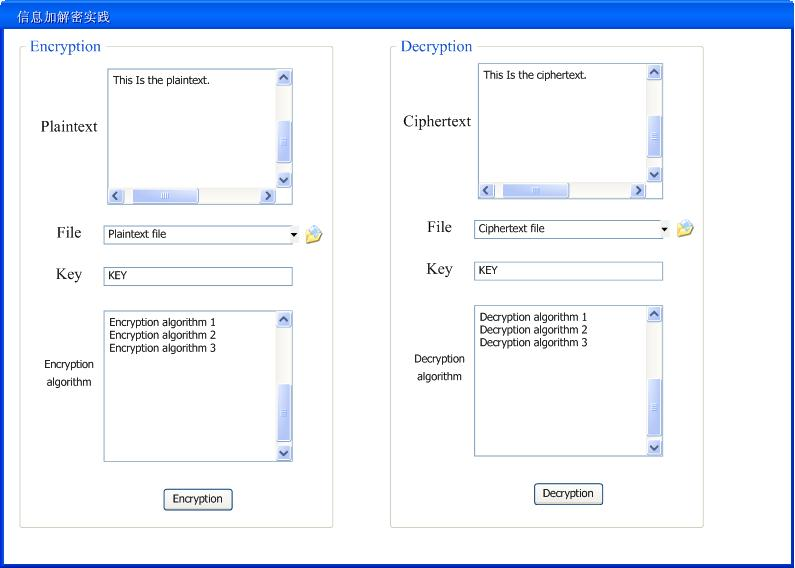 信息加解密实践
Encryption
This Is the plaintext.
Plaintext
File
Plaintext file
Key
KEY
Encryption algorithm 1
Encryption algorithm 2
Encryption algorithm 3
Encryption
algorithm
Encryption
Decryption
This Is the ciphertext.
Ciphertext
File
Ciphertext file
Key
KEY
Decryption algorithm 1
Decryption algorithm 2
Decryption algorithm 3
Decryption
algorithm
Decryption